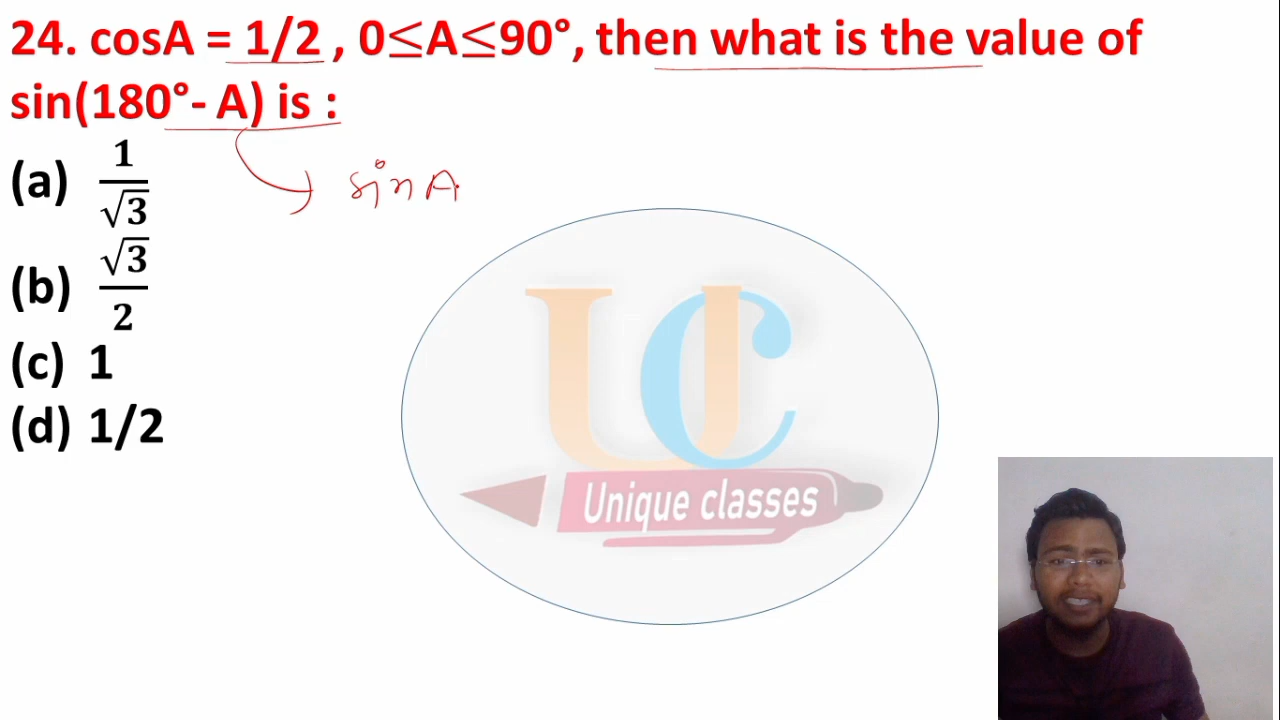 24. cosA = 1/2 , 0≤A≤90°, then what is the value of
sin(180°- A) is :
sin A
(a) 1/√3
(b) √3/2
(c) 1
(d) 1/2
UC
Unique classes